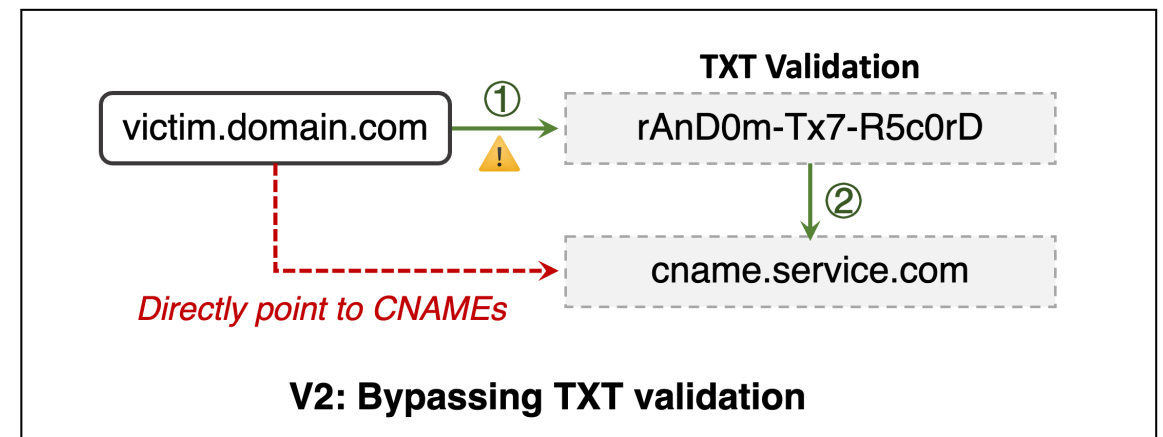 TXT Validation
victim.domain.com
①
rAnD0m-Tx7-R5c0rD
!
②
cname.service.com
Directly point to CNAMEs
V2: Bypassing TXT validation